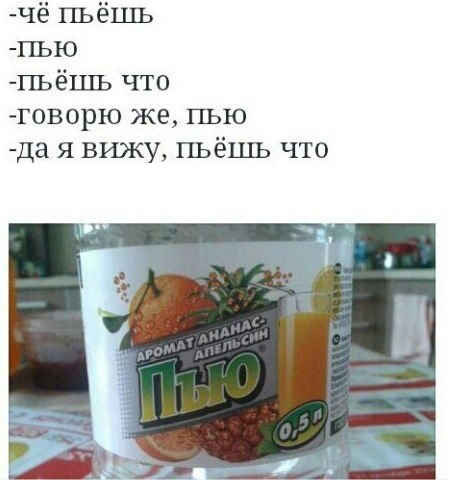 -чё пьёшь
-пью
-пьёшь что
-говорю же, пью
-да я вижу, пьёшь что
АРОМАТ АНАНАС-
АПЕЛЬСИН
Пью
0,5 л